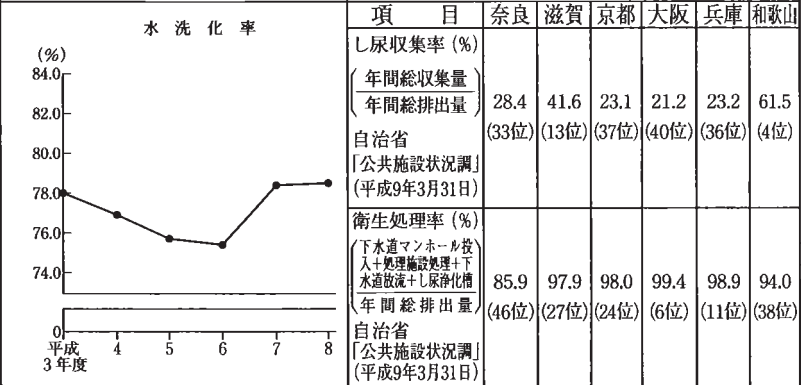 水洗化率
(%)
84.0
82.0
80.0
78.0
76.0
74.0
0
平成 4 5 6 7 8
3年度
項 目 奈良 滋賀 京都 大阪 兵庫 和歌山
し尿収集率(%)
年間総収集量
年間総排出量
28.4 41.6 23.1 21.2 23.2 61.5
(33位) (13位) (37位) (40位) (36位) (4位)
自治省
「公共施設状況調」
(平成9年3月31日)
衛生処理率(%)
下水道マンホール投
入+処理施設処理+下
水道放流+し尿浄化槽
年間総排出量
85.9 97.9 98.0 99.4 98.9 94.0
(46位) (27位) (24位) (6位) (11位) (38位)
自治省
「公共施設状況調」
(平成9年3月31日)